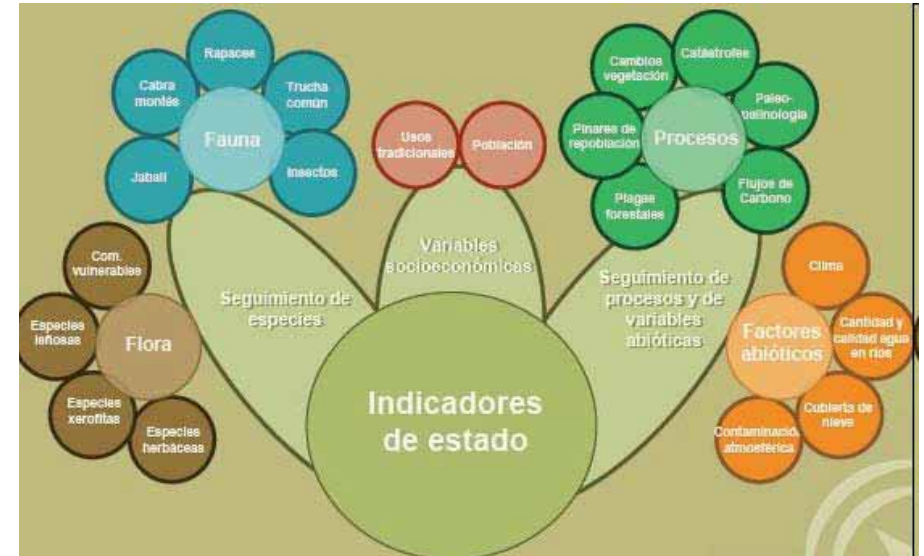 Rapaces
Cabra
montés
Trucha
común
Fauna
Jabalí
Insectos
Usos
tradicionales
Población
Cambios
vegetación
Catástrofes
Paleo-
palinología
Pinares de
repoblación
Procesos
Plagas
forestales
Flujos de
Carbono
Com.
vulnerables
Especies
leñosas
Flora
Especies
xerofitas
Especies
herbáceas
Seguimiento de
especies
Variables
socioeconómicas
Seguimiento de
procesos y de
variables
abióticas
Clima
Factores
abióticos
Cantidad y
calidad agua
en ríos
Cubierta de
nieve
Contaminación
atmosférica
Indicadores
de estado